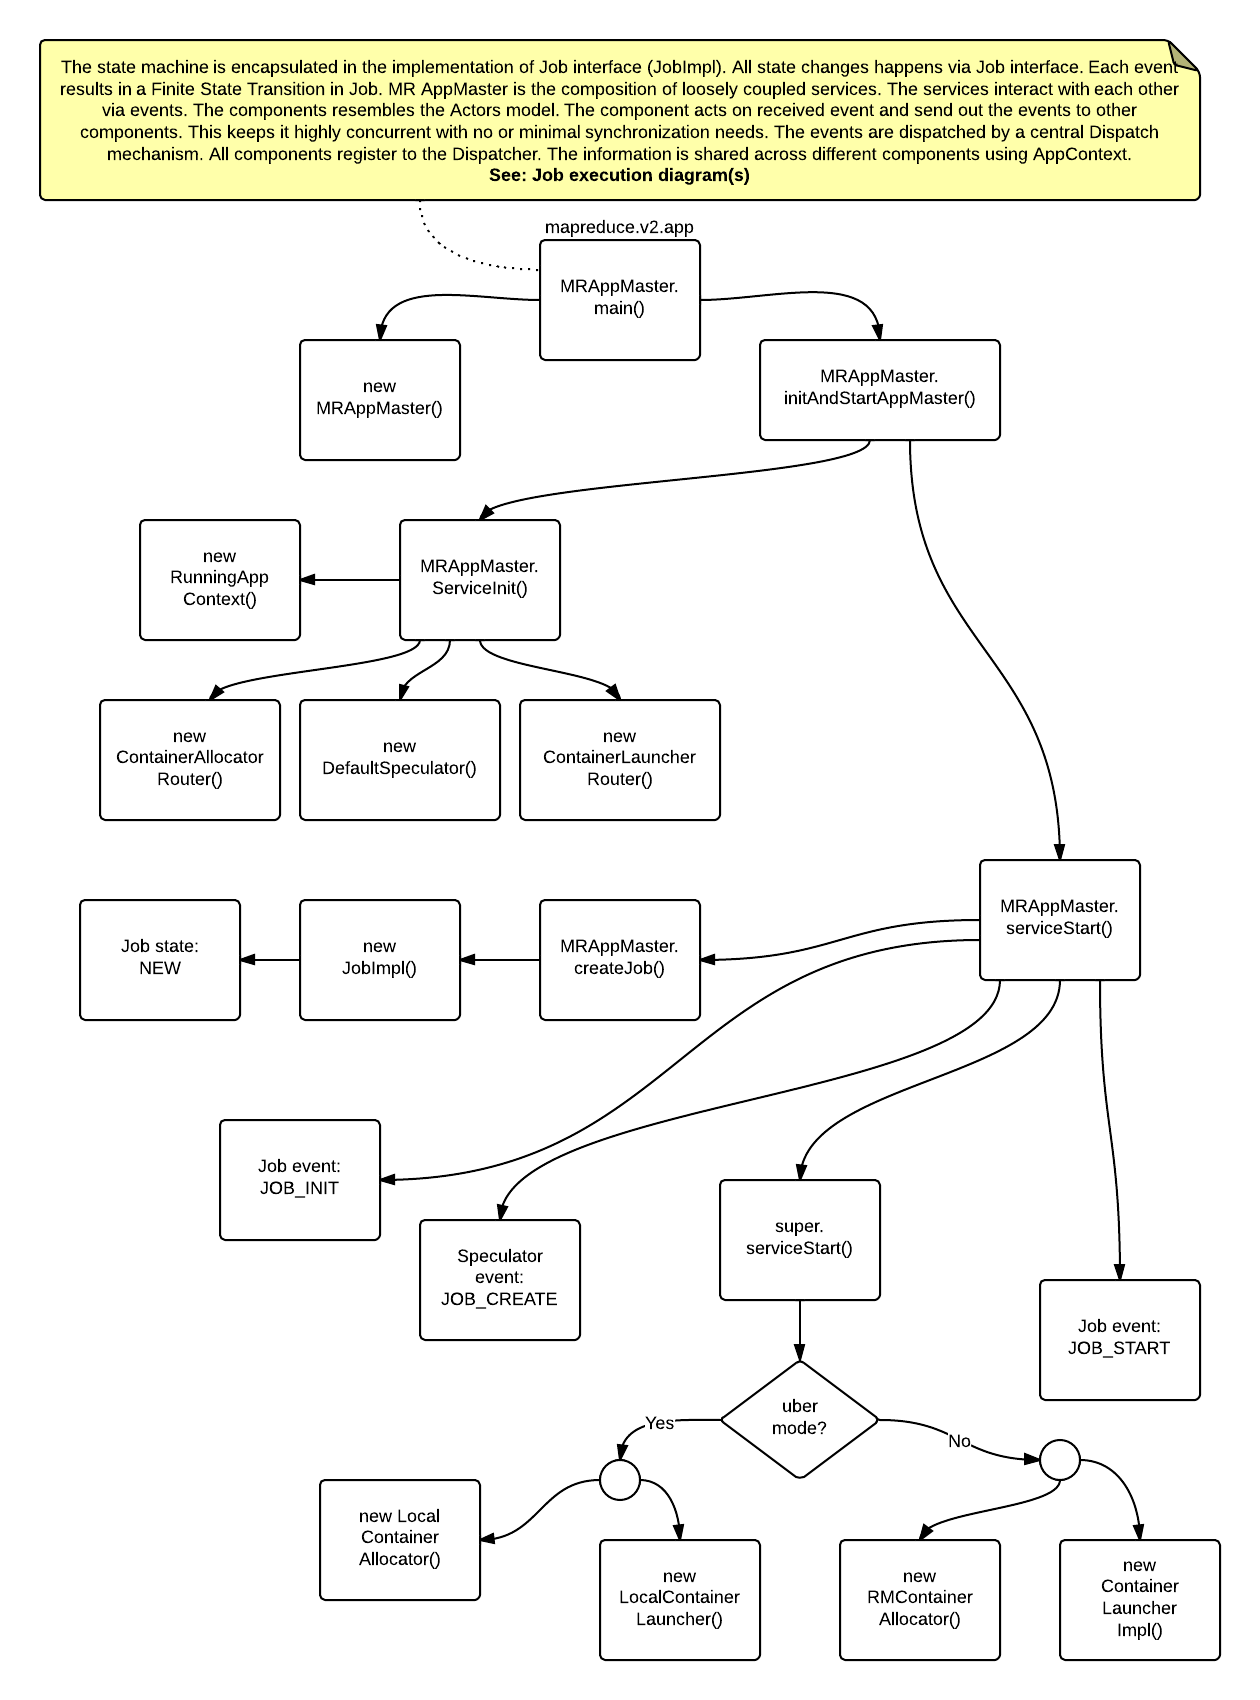 The state machine is encapsulated in the implementation of Job interface (JobImpl). All state changes happens via Job interface. Each event
results in a Finite State Transition in Job. MR AppMaster is the composition of loosely coupled services. The services interact with each other
via events. The components resembles the Actors model. The component acts on received event and send out the events to other
components. This keeps it highly concurrent with no or minimal synchronization needs. The events are dispatched by a central Dispatch
mechanism. All components register to the Dispatcher. The information is shared across different components using AppContext.
See: Job execution diagram(s)
mapreduce.v2.app
MRAppMaster.
main()
new
MRAppMaster()
MRAppMaster.
initAndStartAppMaster()
new
RunningApp
Context()
MRAppMaster.
ServiceInit()
new
ContainerAllocator
Router()
new
DefaultSpeculator()
new
ContainerLauncher
Router()
MRAppMaster.
serviceStart()
Job state:
NEW
new
JobImpl()
MRAppMaster.
createJob()
Job event:
JOB_INIT
Speculator
event:
JOB_CREATE
super.
serviceStart()
Job event:
JOB_START
uber
mode?
Yes
No
new Local
Container
Allocator()
new
LocalContainer
Launcher()
new
RMContainer
Allocator()
new
Container
Launcher
Impl()